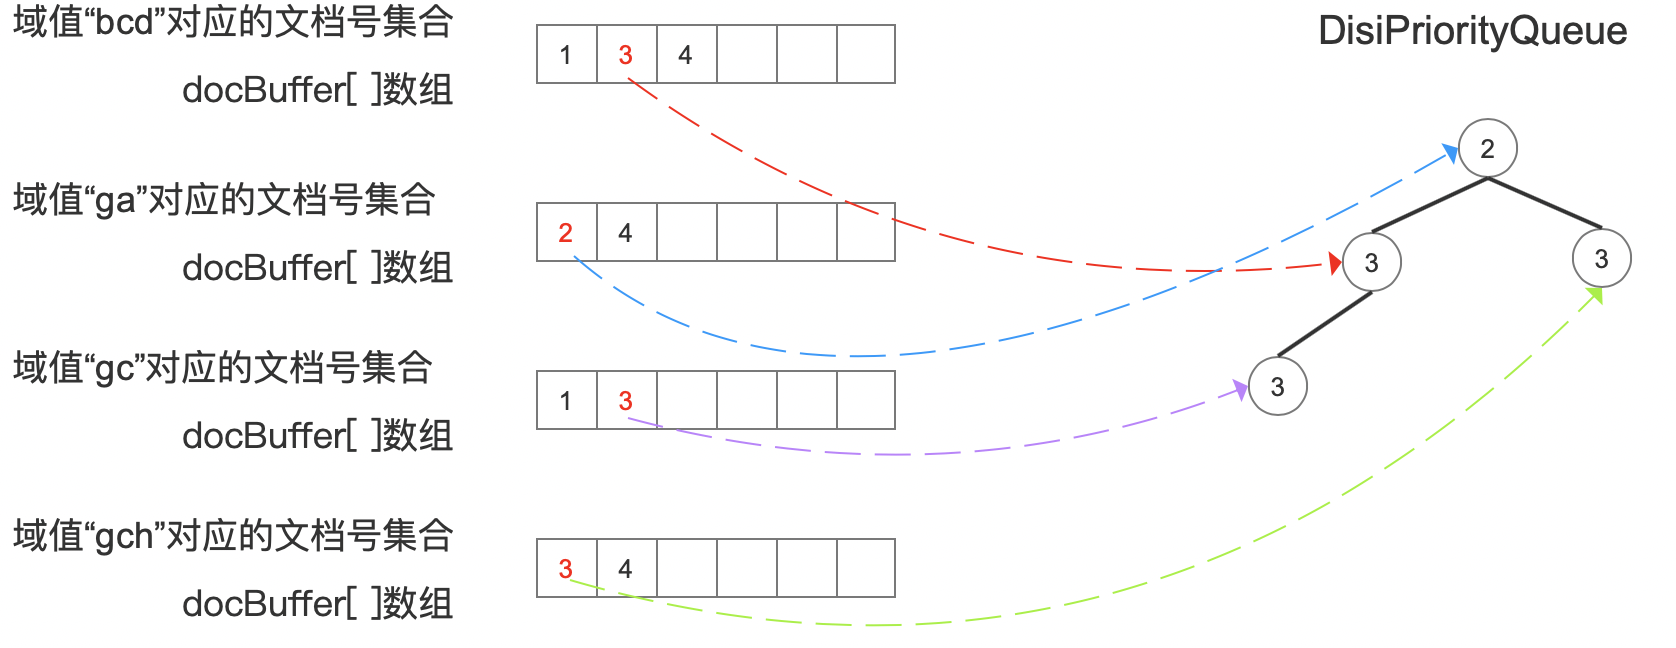 域值“bcd”对应的文档号集合
docBuffer[ ]数组
1 3 4
DisiPriorityQueue
域值“ga”对应的文档号集合
docBuffer[ ]数组
2 4
域值“gc”对应的文档号集合
docBuffer[ ]数组
1 3
域值“gch”对应的文档号集合
docBuffer[ ]数组
3 4
2
3
3
3